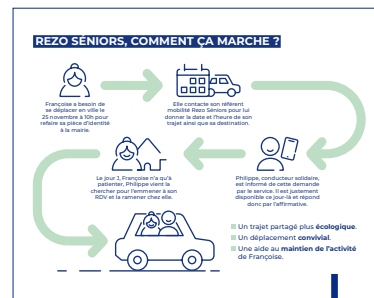 REZO SÉNIORS, COMMENT ÇA MARCHE ?
Françoise a besoin de
se déplacer en ville le
25 novembre à 10h pour
refaire sa pièce d'identité
à la mairie.
Elle contacte son référent
mobilité Rezo Séniors pour lui
donner la date et l'heure de son
trajet ainsi que sa destination.
Philippe, conducteur solidaire,
est informé de cette demande
par le service. Il est justement
disponible ce jour-là et répond
donc par l'affirmative.
Le jour J, Françoise n'a qu'à
patienter, Philippe vient la
chercher pour l'emmener à son
RDV et la ramener chez elle.
Un trajet partagé plus écologique.
Un déplacement convivial.
Une aide au maintien de l'activité
de Françoise.